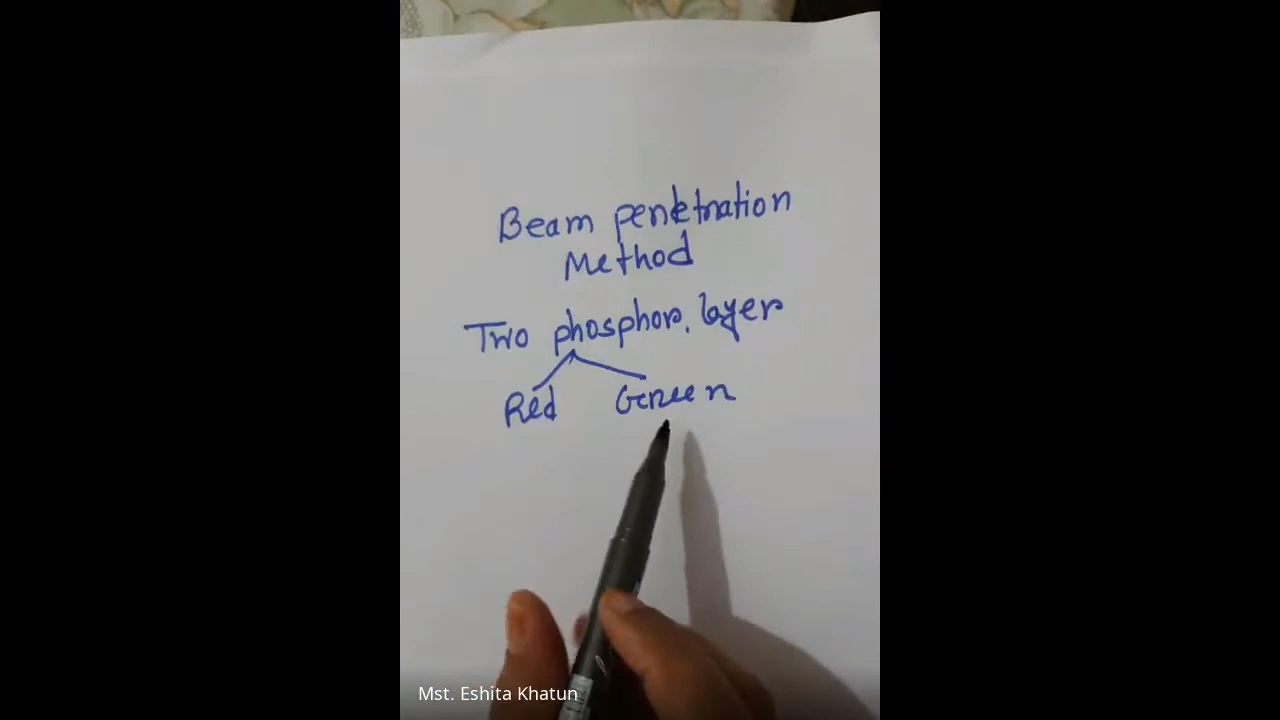 Beam penetration
Method
Two phosphor layer
Red Green
Mst. Eshita Khatun